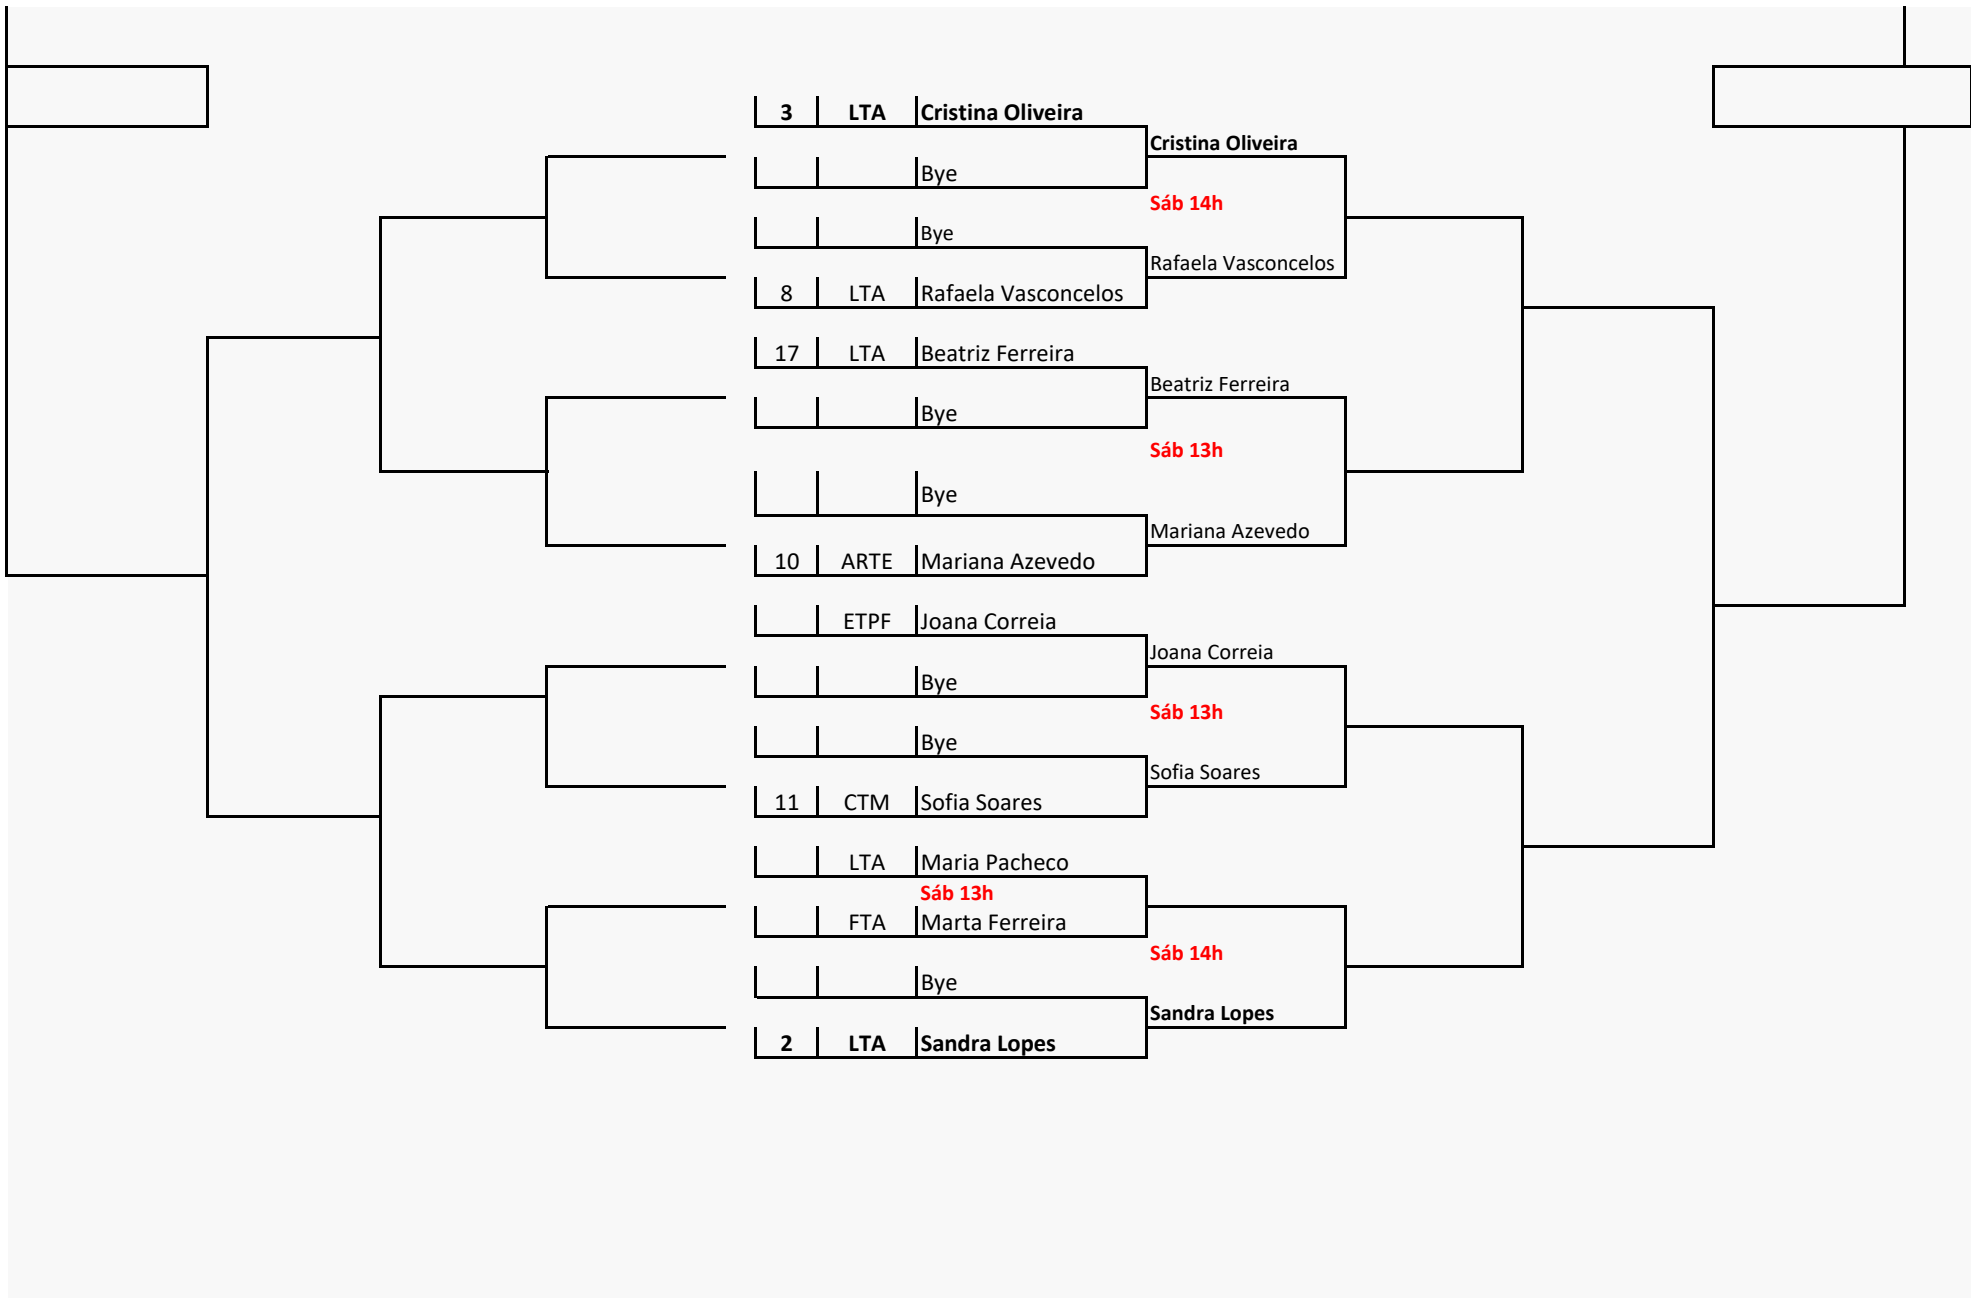 3 LTA Cristina Oliveira
Cristina Oliveira
Bye
Sáb 14h
Bye
Rafaela Vasconcelos
8 LTA Rafaela Vasconcelos
17 LTA Beatriz Ferreira
Beatriz Ferreira
Bye
Sáb 13h
Bye
Mariana Azevedo
10 ARTE Mariana Azevedo
ETPF Joana Correia
Joana Correia
Bye
Sáb 13h
Bye
Sofia Soares
11 CTM Sofia Soares
LTA Maria Pacheco
Sáb 13h
FTA Marta Ferreira
Sáb 14h
Bye
Sandra Lopes
2 LTA Sandra Lopes